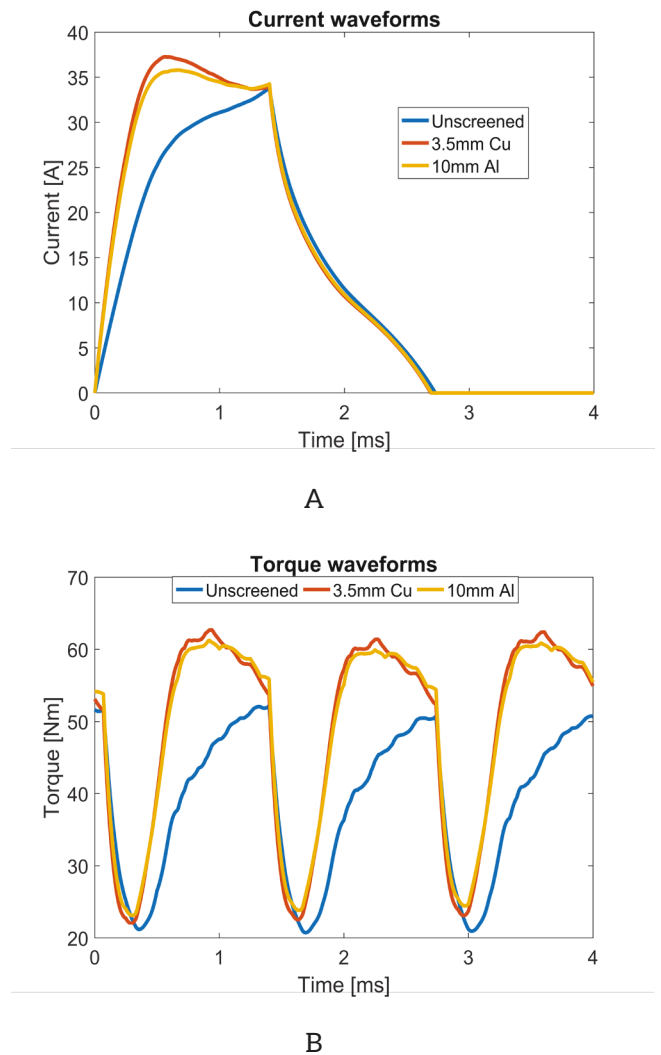 Current waveforms
40
35
30
25
20
15
10
5
0
Current [A]
Unscreened
3.5mm Cu
10mm Al
0 1 2 3 4
Time [ms]
A
Torque waveforms
Unscreened 3.5mm Cu 10mm Al
70
60
50
40
30
20
Torque [Nm]
0 1 2 3 4
Time [ms]
B